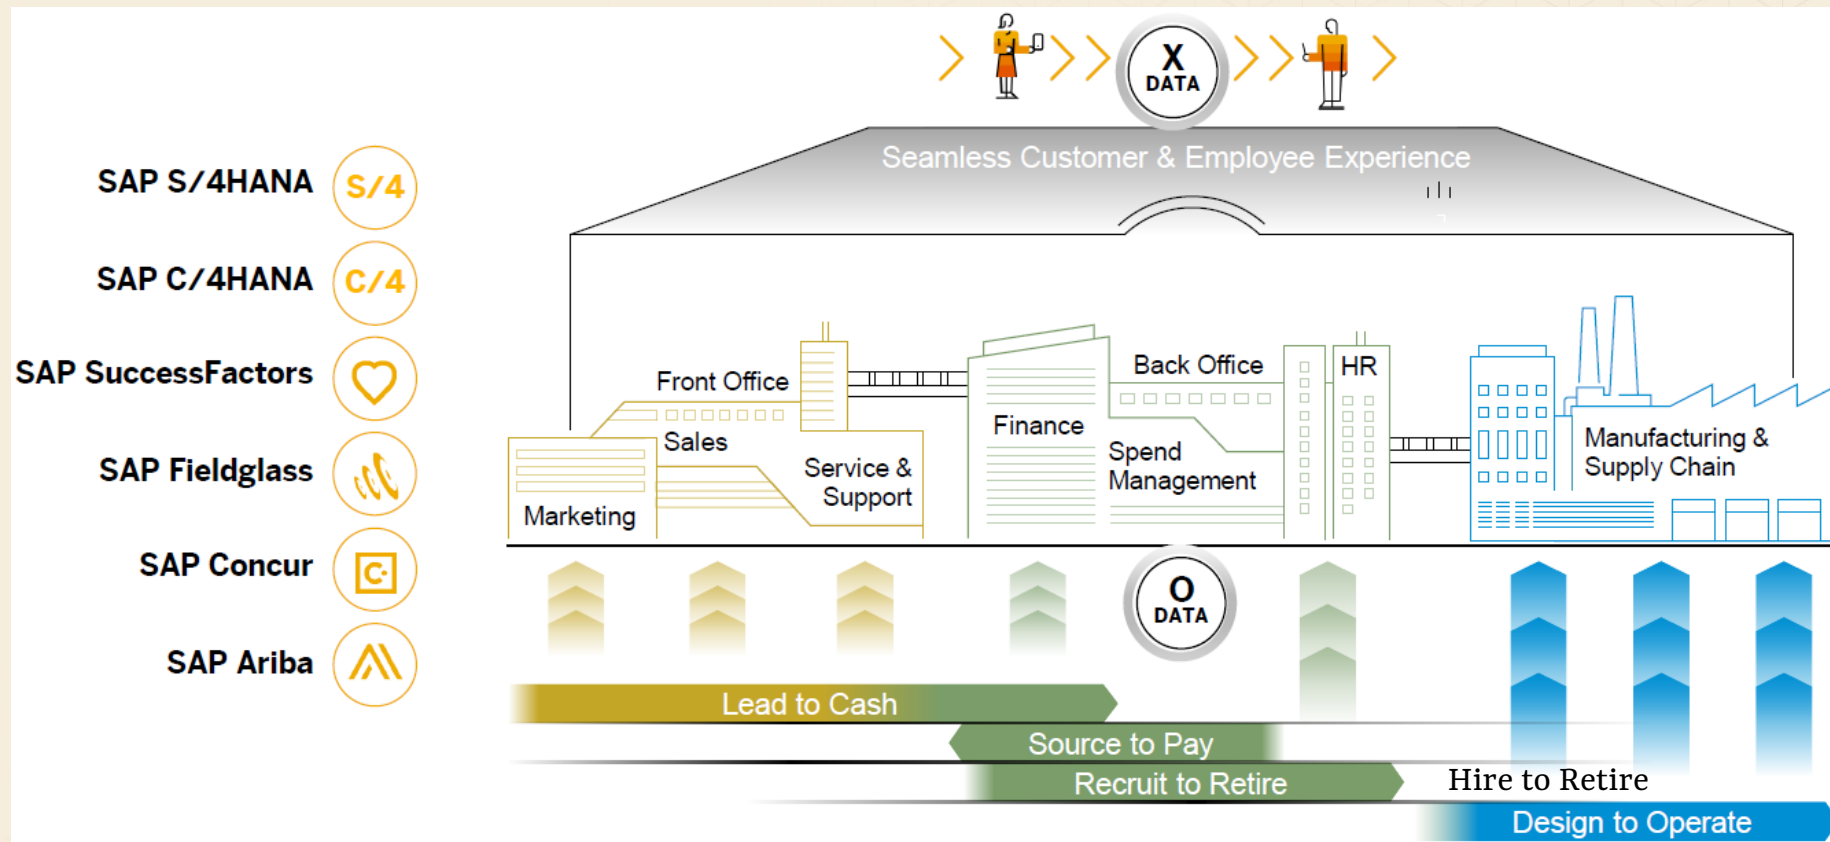 X
DATA
Seamless Customer & Employee Experience
SAP S/4HANA
S/4
SAP C/4HANA
C/4
SAP SuccessFactors
SAP Fieldglass
SAP Concur
C
SAP Ariba
Front Office
Sales
Service &
Support
Marketing
Back Office
HR
Finance
Spend
Management
Manufacturing &
Supply Chain
O
DATA
Lead to Cash
Source to Pay
Recruit to Retire
Hire to Retire
Design to Operate